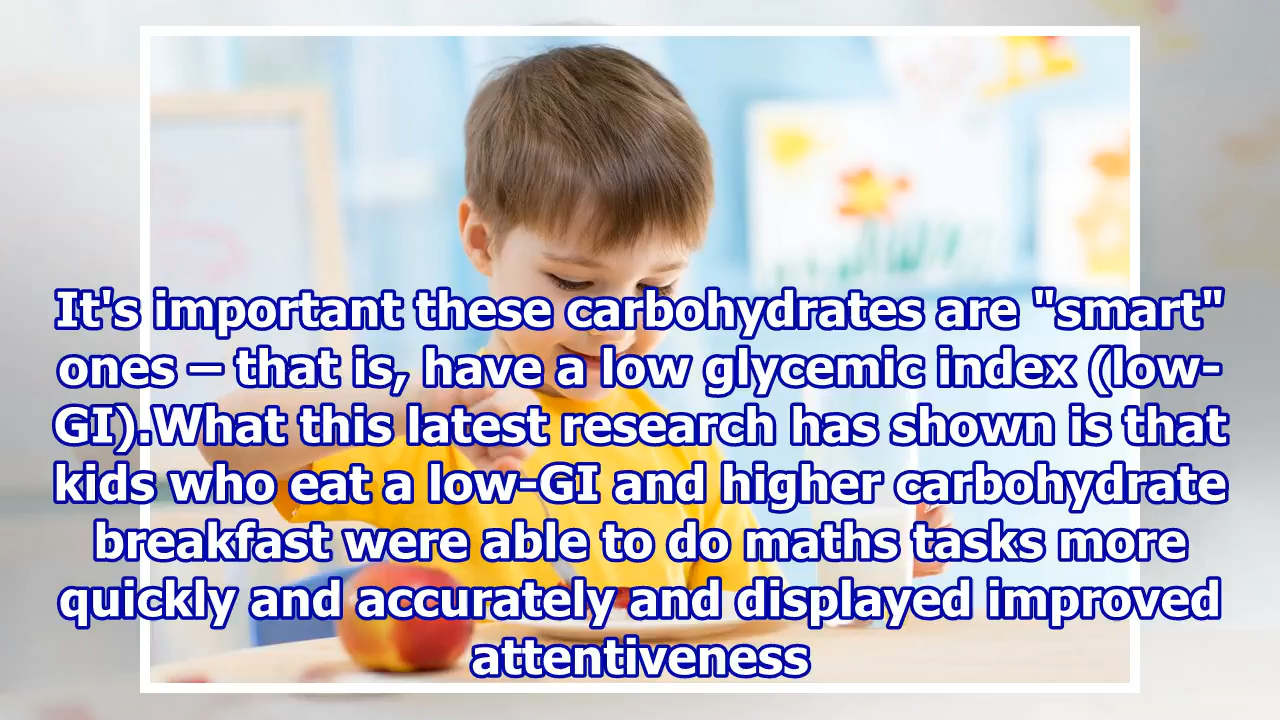 It's important these carbohydrates are "smart"
ones – that is, have a low glycemic index (low-
GI).What this latest research has shown is that
kids who eat a low-GI and higher carbohydrate
breakfast were able to do maths tasks more
quickly and accurately and displayed improved
attentiveness